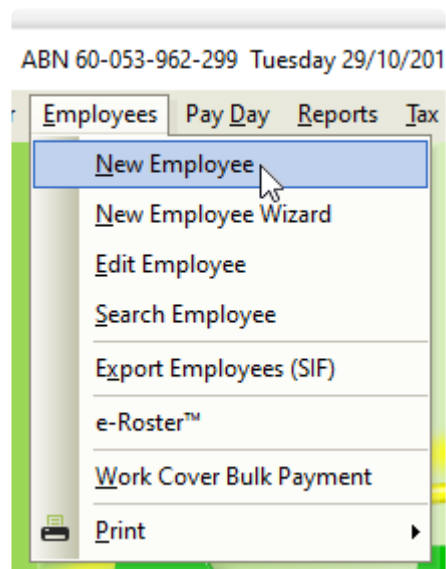 ABN 60-053-962-299 Tuesday 29/10/201
Employees Pay Day Reports Tax
New Employee
New Employee Wizard
Edit Employee
Search Employee
Export Employees (SIF)
e-Roster™
Work Cover Bulk Payment
Print